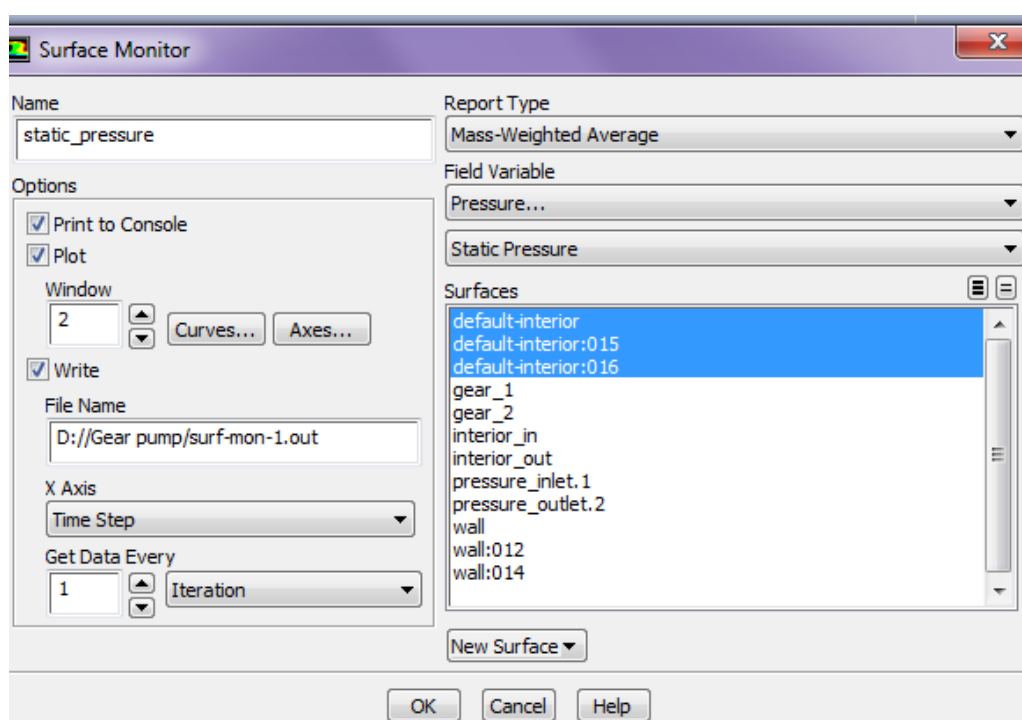 Surface Monitor
Name
static_pressure
Options
Print to Console
Plot
Window
2
Curves...
Axes...
Write
File Name
D://Gear pump/surf-mon-1.out
X Axis
Time Step
Get Data Every
1
Iteration
Report Type
Mass-Weighted Average
Field Variable
Pressure...
Static Pressure
Surfaces
default-interior
default-interior:015
default-interior:016
gear_1
gear_2
interior_in
interior_out
pressure_inlet.1
pressure_outlet.2
wall
wall:012
wall:014
New Surface
OK
Cancel
Help